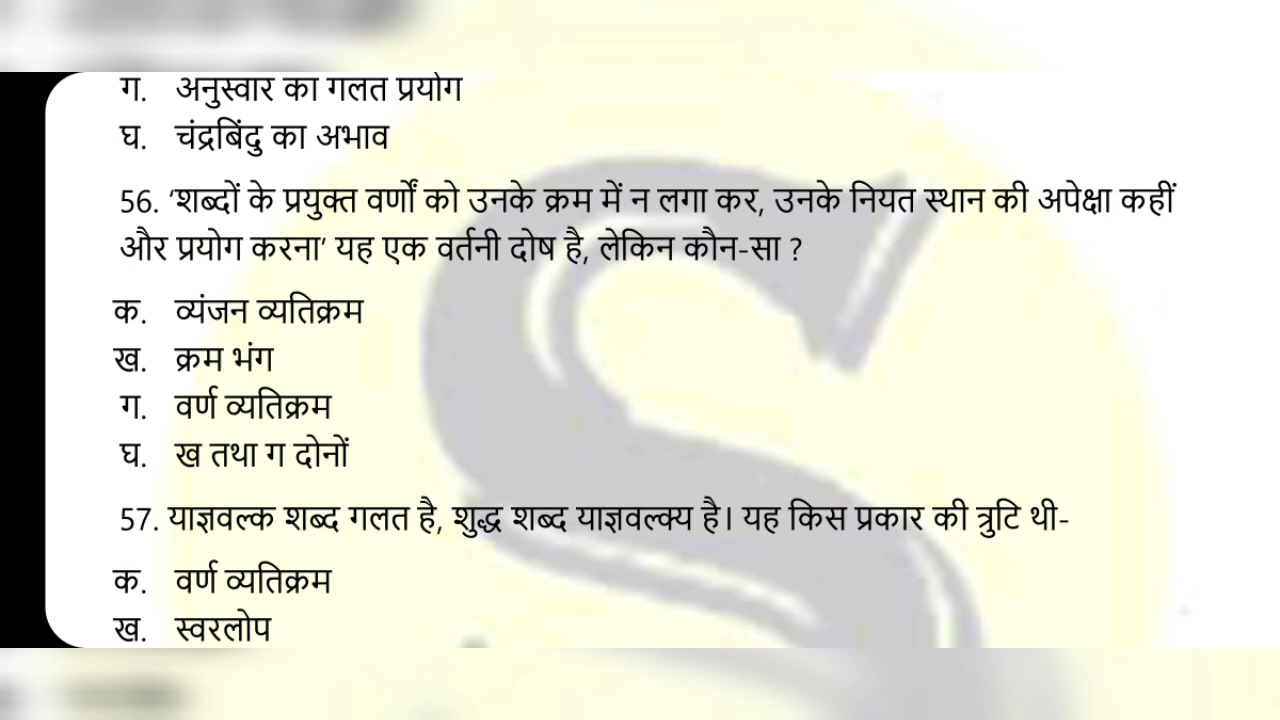 ग. अनुस्वार का गलत प्रयोग
घ. चंद्रबिंदु का अभाव
56. ‘शब्दों के प्रयुक्त वर्णों को उनके क्रम में न लगा कर, उनके नियत स्थान की अपेक्षा कहीं
और प्रयोग करना’ यह एक वर्तनी दोष है, लेकिन कौन-सा ?
क. व्यंजन व्यतिक्रम
ख. क्रम भंग
ग. वर्ण व्यतिक्रम
घ. ख तथा ग दोनों
57. याज्ञवल्क शब्द गलत है, शुद्ध शब्द याज्ञवल्क्य है। यह किस प्रकार की त्रुटि थी-
क. वर्ण व्यतिक्रम
ख. स्वरलोप